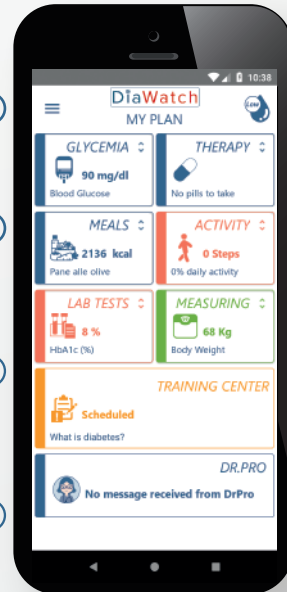 10:38
DiaWatch
LOW
MY PLAN
GLYCEMIA
90 mg/dl
Blood Glucose
THERAPY
No pills to take
MEALS
2136 kcal
Pane alle olive
ACTIVITY
0 Steps
0% daily activity
LAB TESTS
8 %
HbA1c (%)
MEASURING
68 Kg
Body Weight
TRAINING CENTER
Scheduled
What is diabetes?
DR.PRO
No message received from DrPro